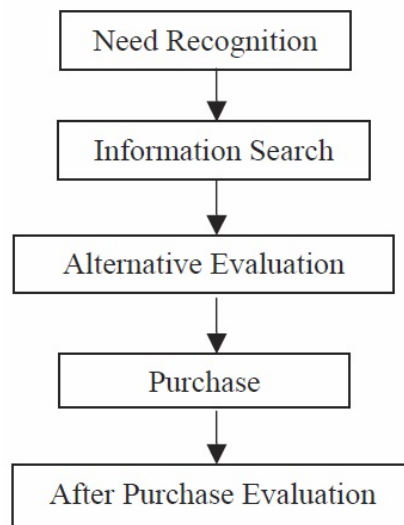 Need Recognition
Information Search
Alternative Evaluation
Purchase
After Purchase Evaluation